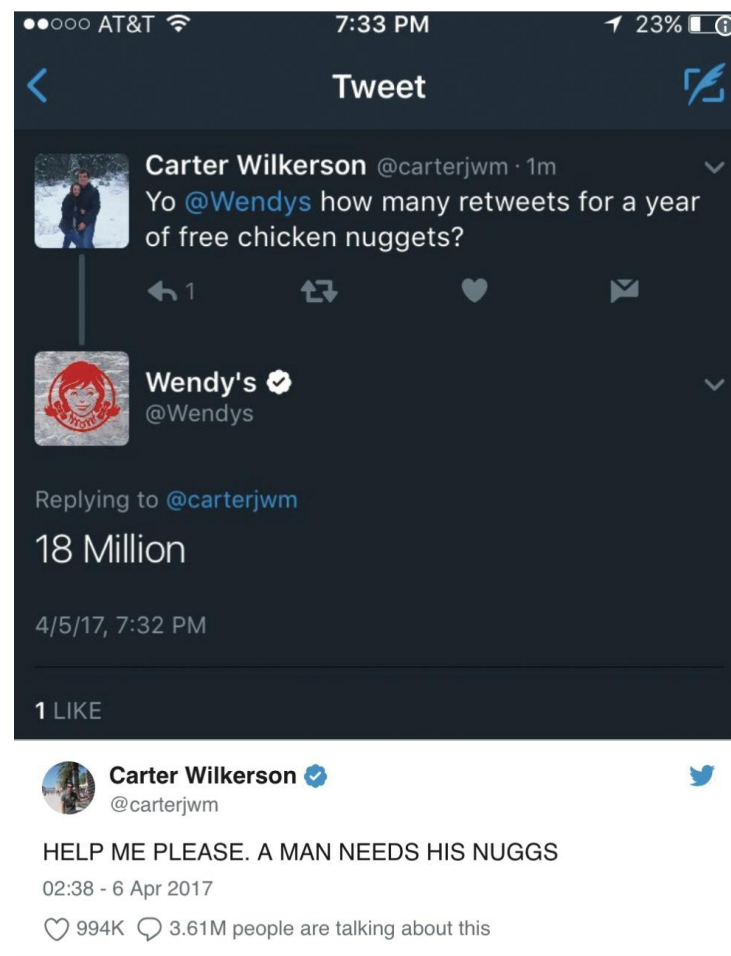 AT&T 7:33 PM 23%
Tweet
Carter Wilkerson @carterjwm · 1m
Yo @Wendys how many retweets for a year
of free chicken nuggets?
1
Wendy's
@Wendys
Replying to @carterjwm
18 Million
4/5/17, 7:32 PM
1 LIKE
Carter Wilkerson
@carterjwm
HELP ME PLEASE. A MAN NEEDS HIS NUGGS
02:38 - 6 Apr 2017
994K 3.61M people are talking about this